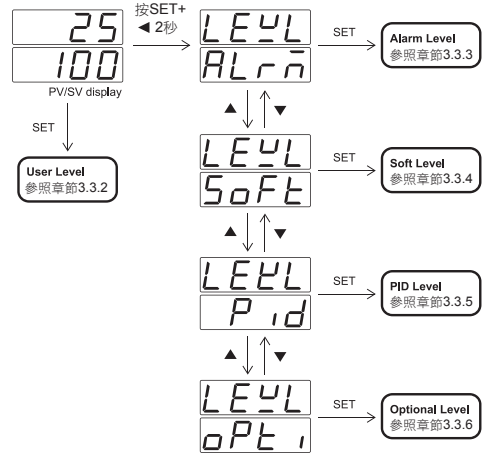 25
100
PV/SV display
SET
User Level
參照章節3.3.2
按SET+
◀ 2秒
LEVL
ALrm
SET
Alarm Level
參照章節3.3.3
▲ ▼
LEVL
SoFt
SET
Soft Level
參照章節3.3.4
▲ ▼
LEVL
Pid
SET
PID Level
參照章節3.3.5
▲ ▼
LEVL
oPti
SET
Optional Level
參照章節3.3.6